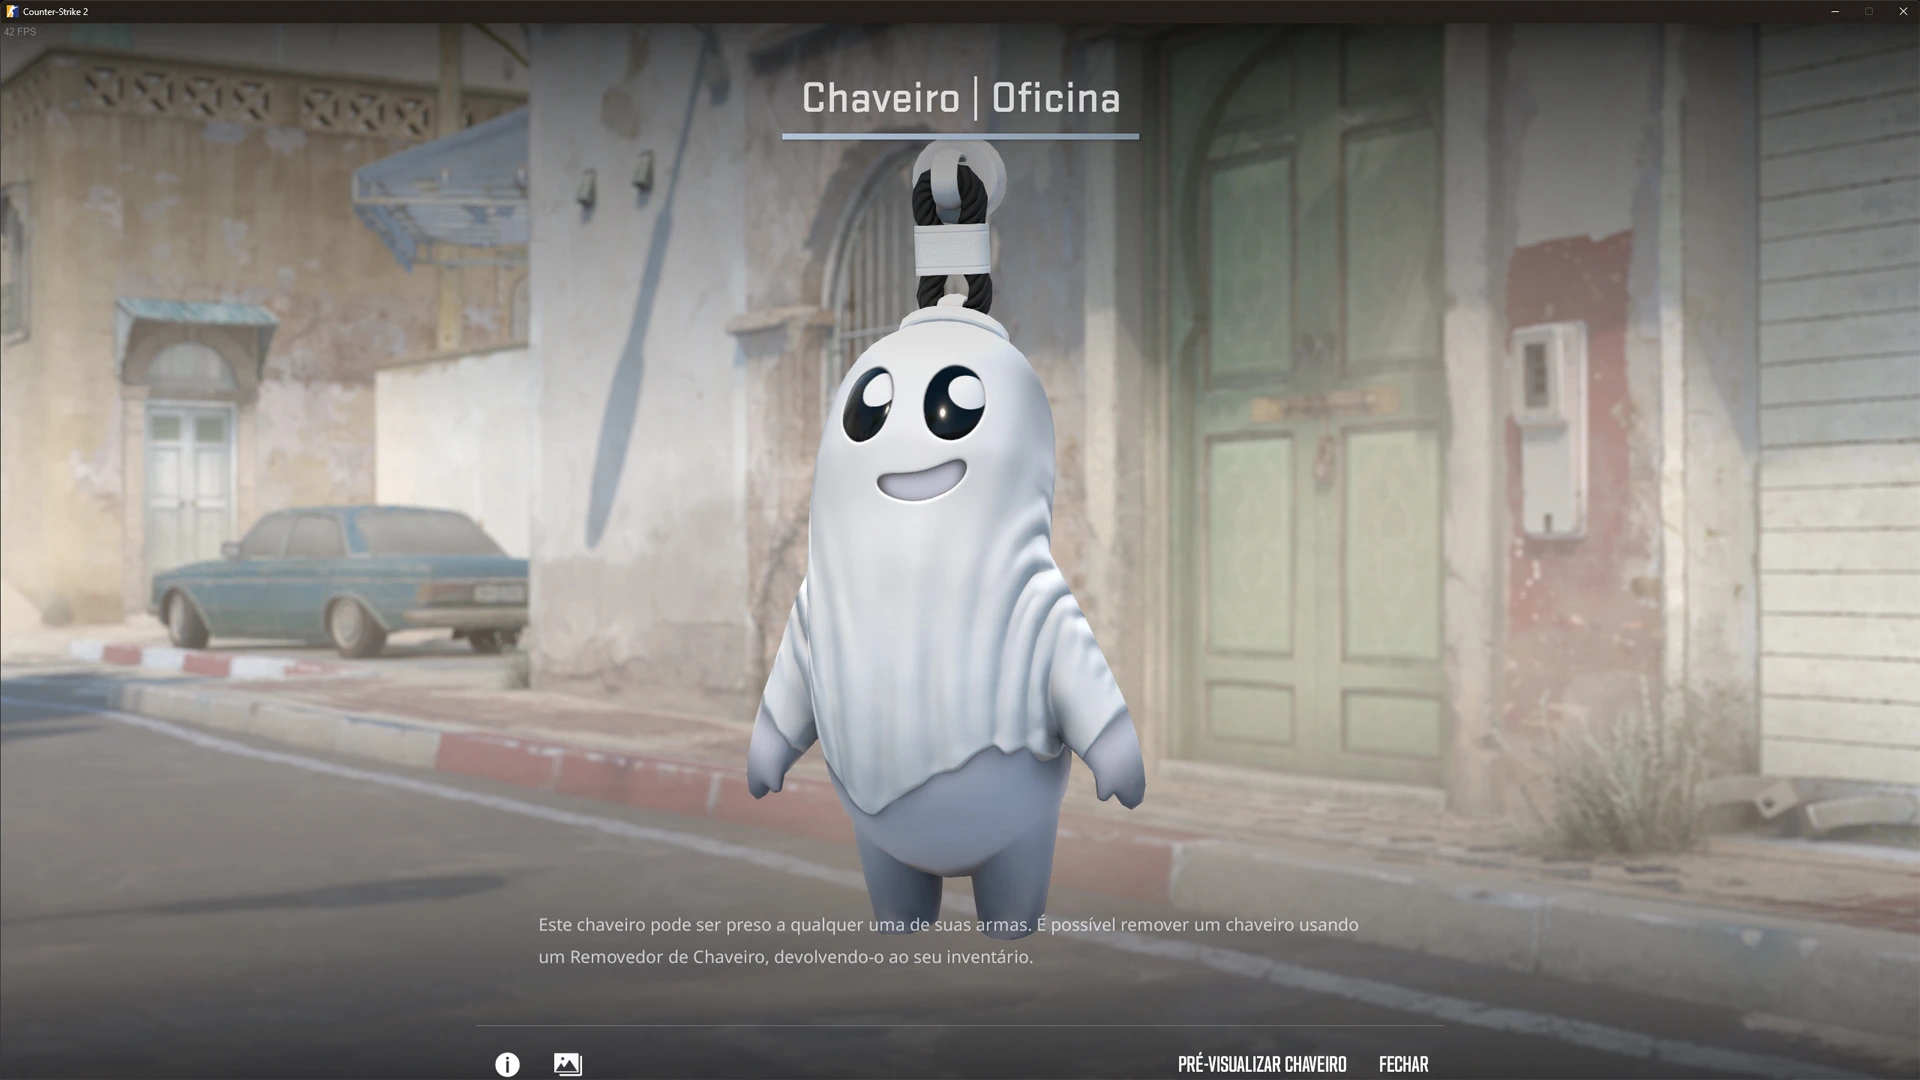 Counter-Strike 2
42 FPS
Chaveiro | Oficina
Este chaveiro pode ser preso a qualquer uma de suas armas. É possível remover um chaveiro usando
um Removedor de Chaveiro, devolvendo-o ao seu inventário.
PRÉ-VISUALIZAR CHAVEIRO FECHAR